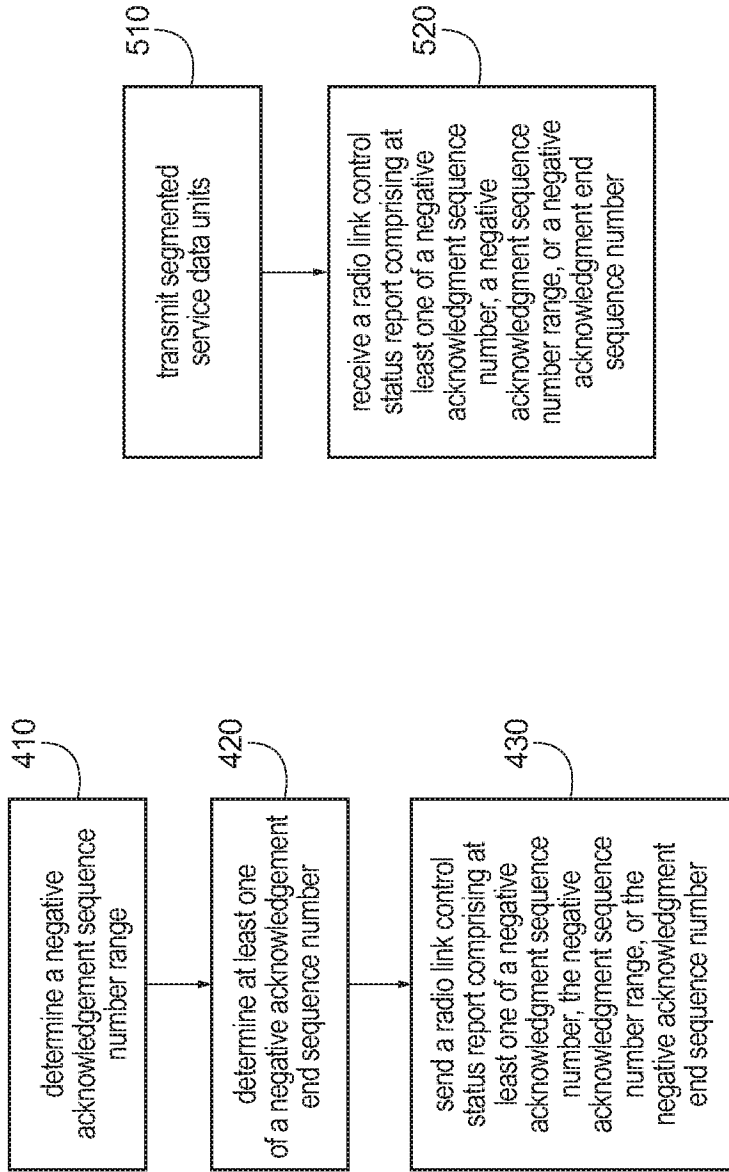 410
determine a negative
acknowledgement sequence
number range
420
determine at least one
of a negative acknowledgement
end sequence number
430
send a radio link control
status report comprising at
least one of a negative
acknowledgment sequence
number, the negative
acknowledgment sequence
number range, or the
negative acknowledgment
end sequence number
510
transmit segmented
service data units
520
receive a radio link control
status report comprising at
least one of a negative
acknowledgment sequence
number, a negative
acknowledgment sequence
number range, or a negative
acknowledgment end
sequence number